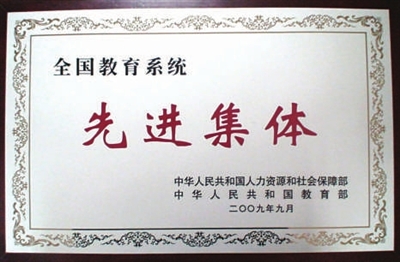 全国教育系统
先进集体
中华人民共和国人力资源和社会保障部
中华人民共和国教育部
二〇〇九年九月